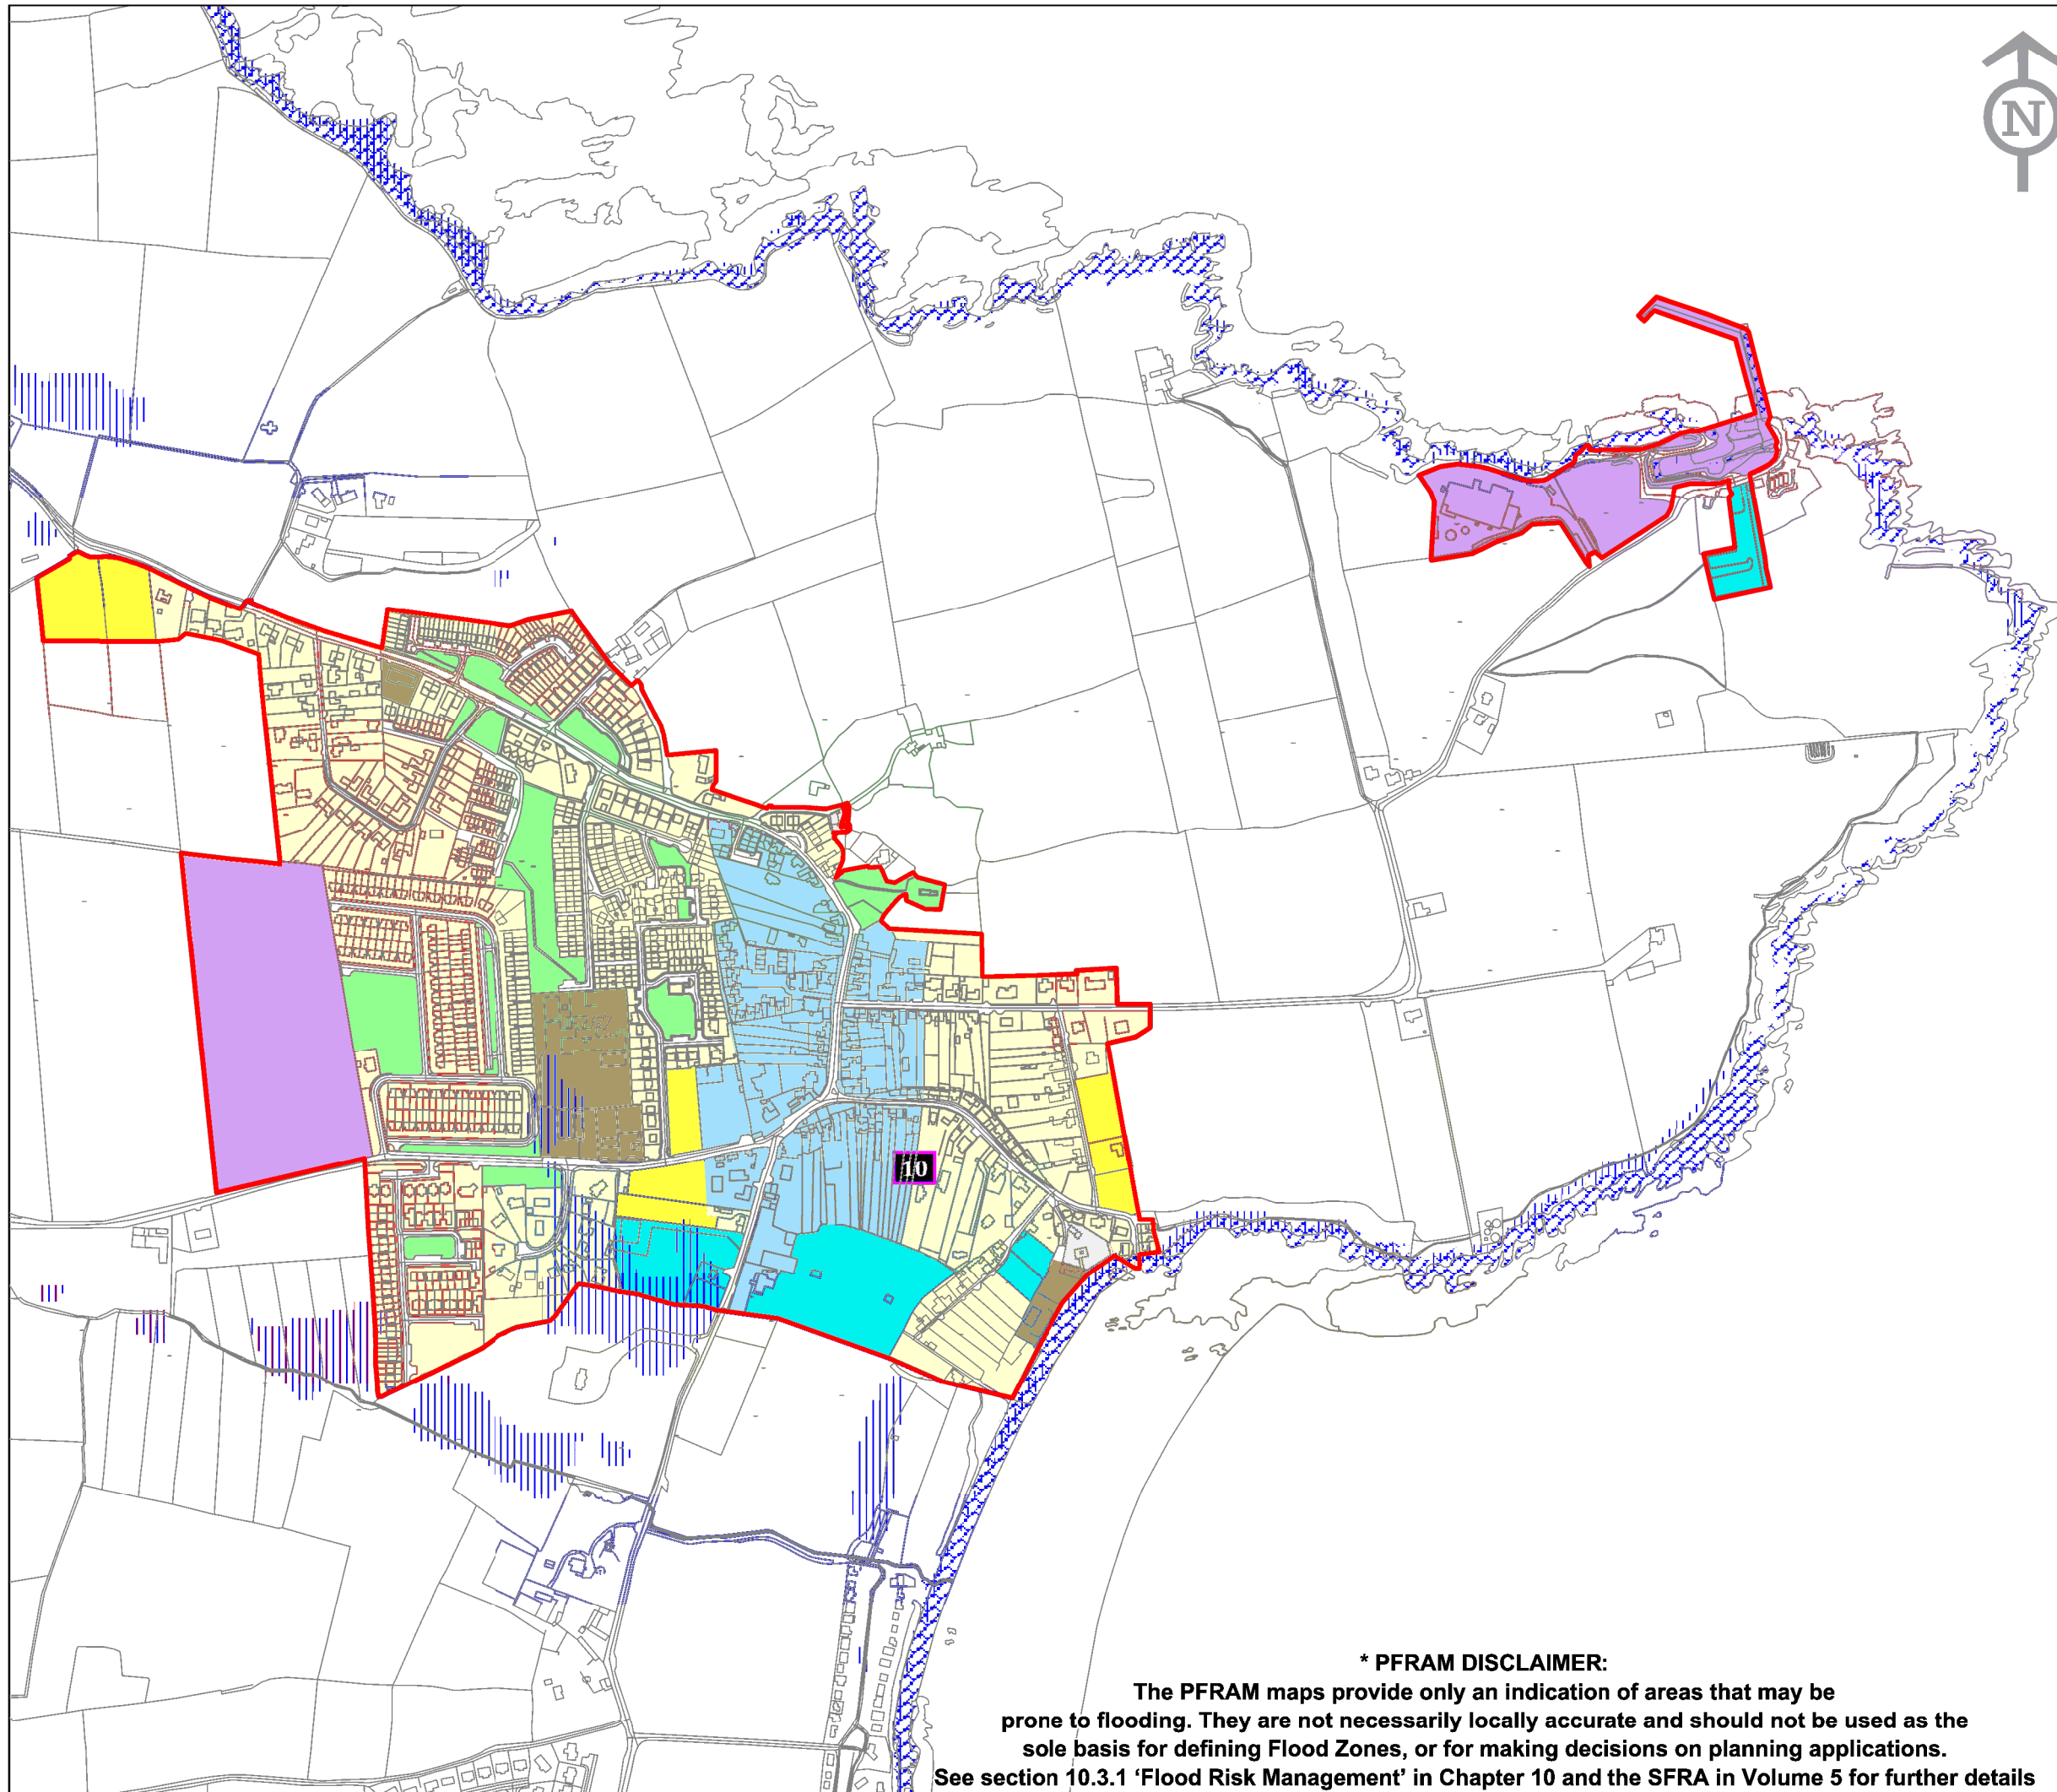 N
10
* PFRAM DISCLAIMER:
The PFRAM maps provide only an indication of areas that may be
prone to flooding. They are not necessarily locally accurate and should not be used as the
sole basis for defining Flood Zones, or for making decisions on planning applications.
See section 10.3.1 ‘Flood Risk Management’ in Chapter 10 and the SFRA in Volume 5 for further details